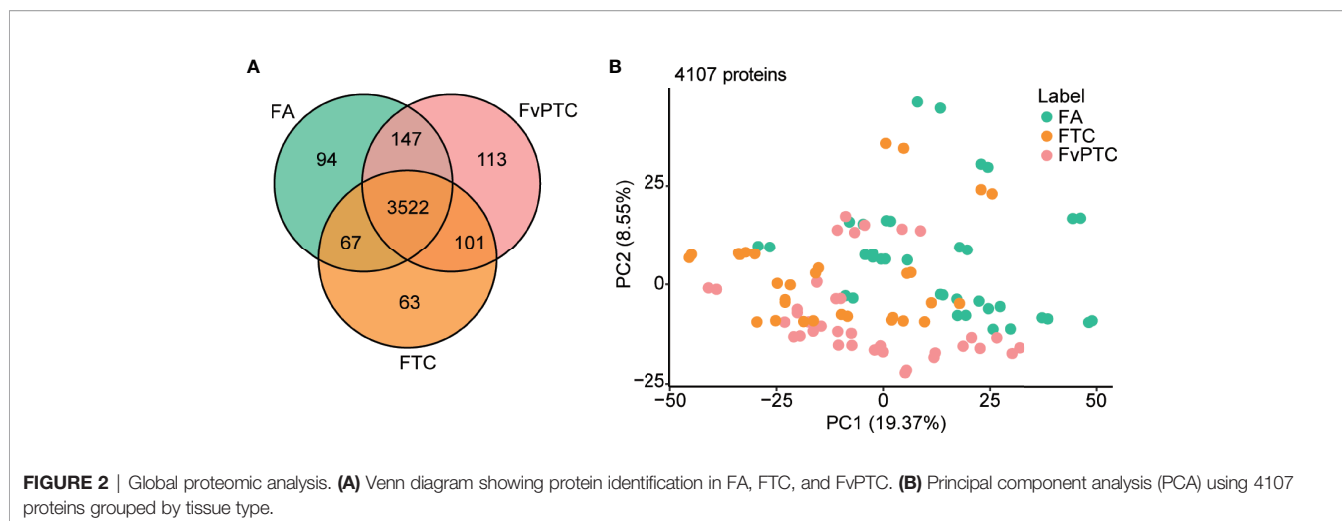 A
FA
FvPTC
94
147
113
3522
67
101
63
FTC
B
4107 proteins
Label
FA
FTC
FvPTC
PC2 (8.55%)
25
0
−25
−50
−25
0
25
50
PC1 (19.37%)
FIGURE 2 | Global proteomic analysis. (A) Venn diagram showing protein identification in FA, FTC, and FvPTC. (B) Principal component analysis (PCA) using 4107
proteins grouped by tissue type.